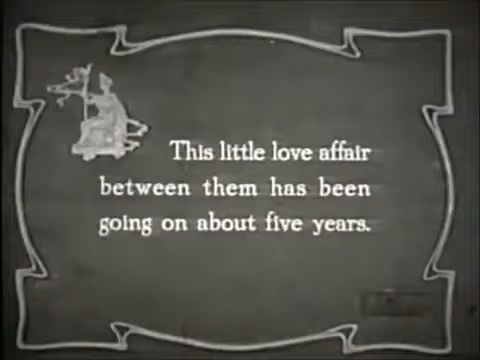 This little love affair
between them has been
going on about five years.